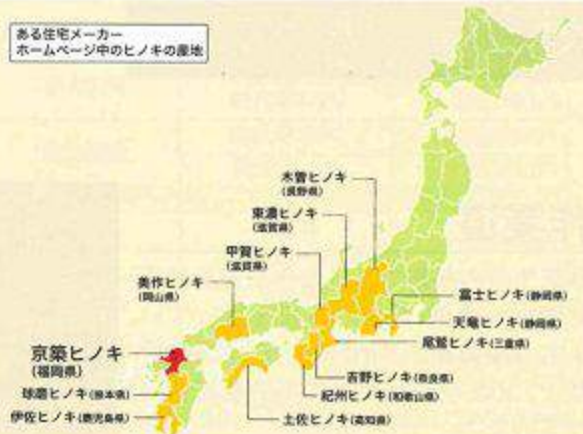 ある住宅メーカー
ホームページ中のヒノキの産地
木曽ヒノキ
(長野県)
東濃ヒノキ
(滋賀県)
甲賀ヒノキ
(滋賀県)
美作ヒノキ
(岡山県)
富士ヒノキ(静岡県)
天竜ヒノキ(静岡県)
尾鷲ヒノキ(三重県)
京築ヒノキ
(福岡県)
吉野ヒノキ(奈良県)
球磨ヒノキ(熊本県)
紀州ヒノキ(和歌山県)
伊佐ヒノキ(鹿児島県)
土佐ヒノキ(高知県)